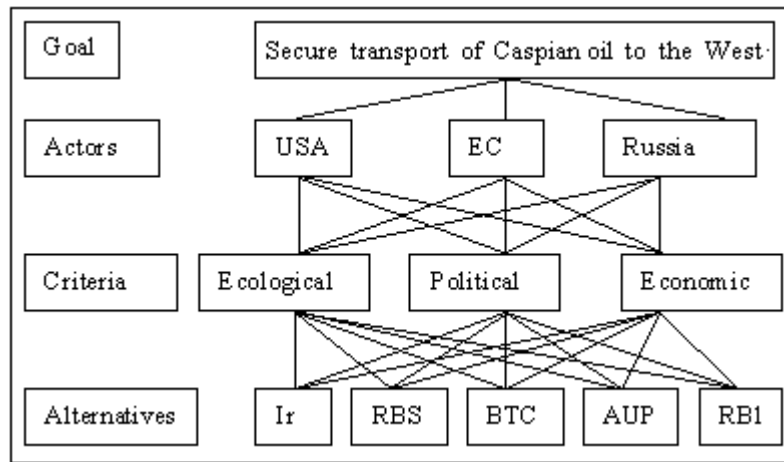 Goal
Secure transport of Caspian oil to the West.
Actors
USA
EC
Russia
Criteria
Ecological
Political
Economic
Alternatives
Ir
RBS
BTC
AUP
RB1